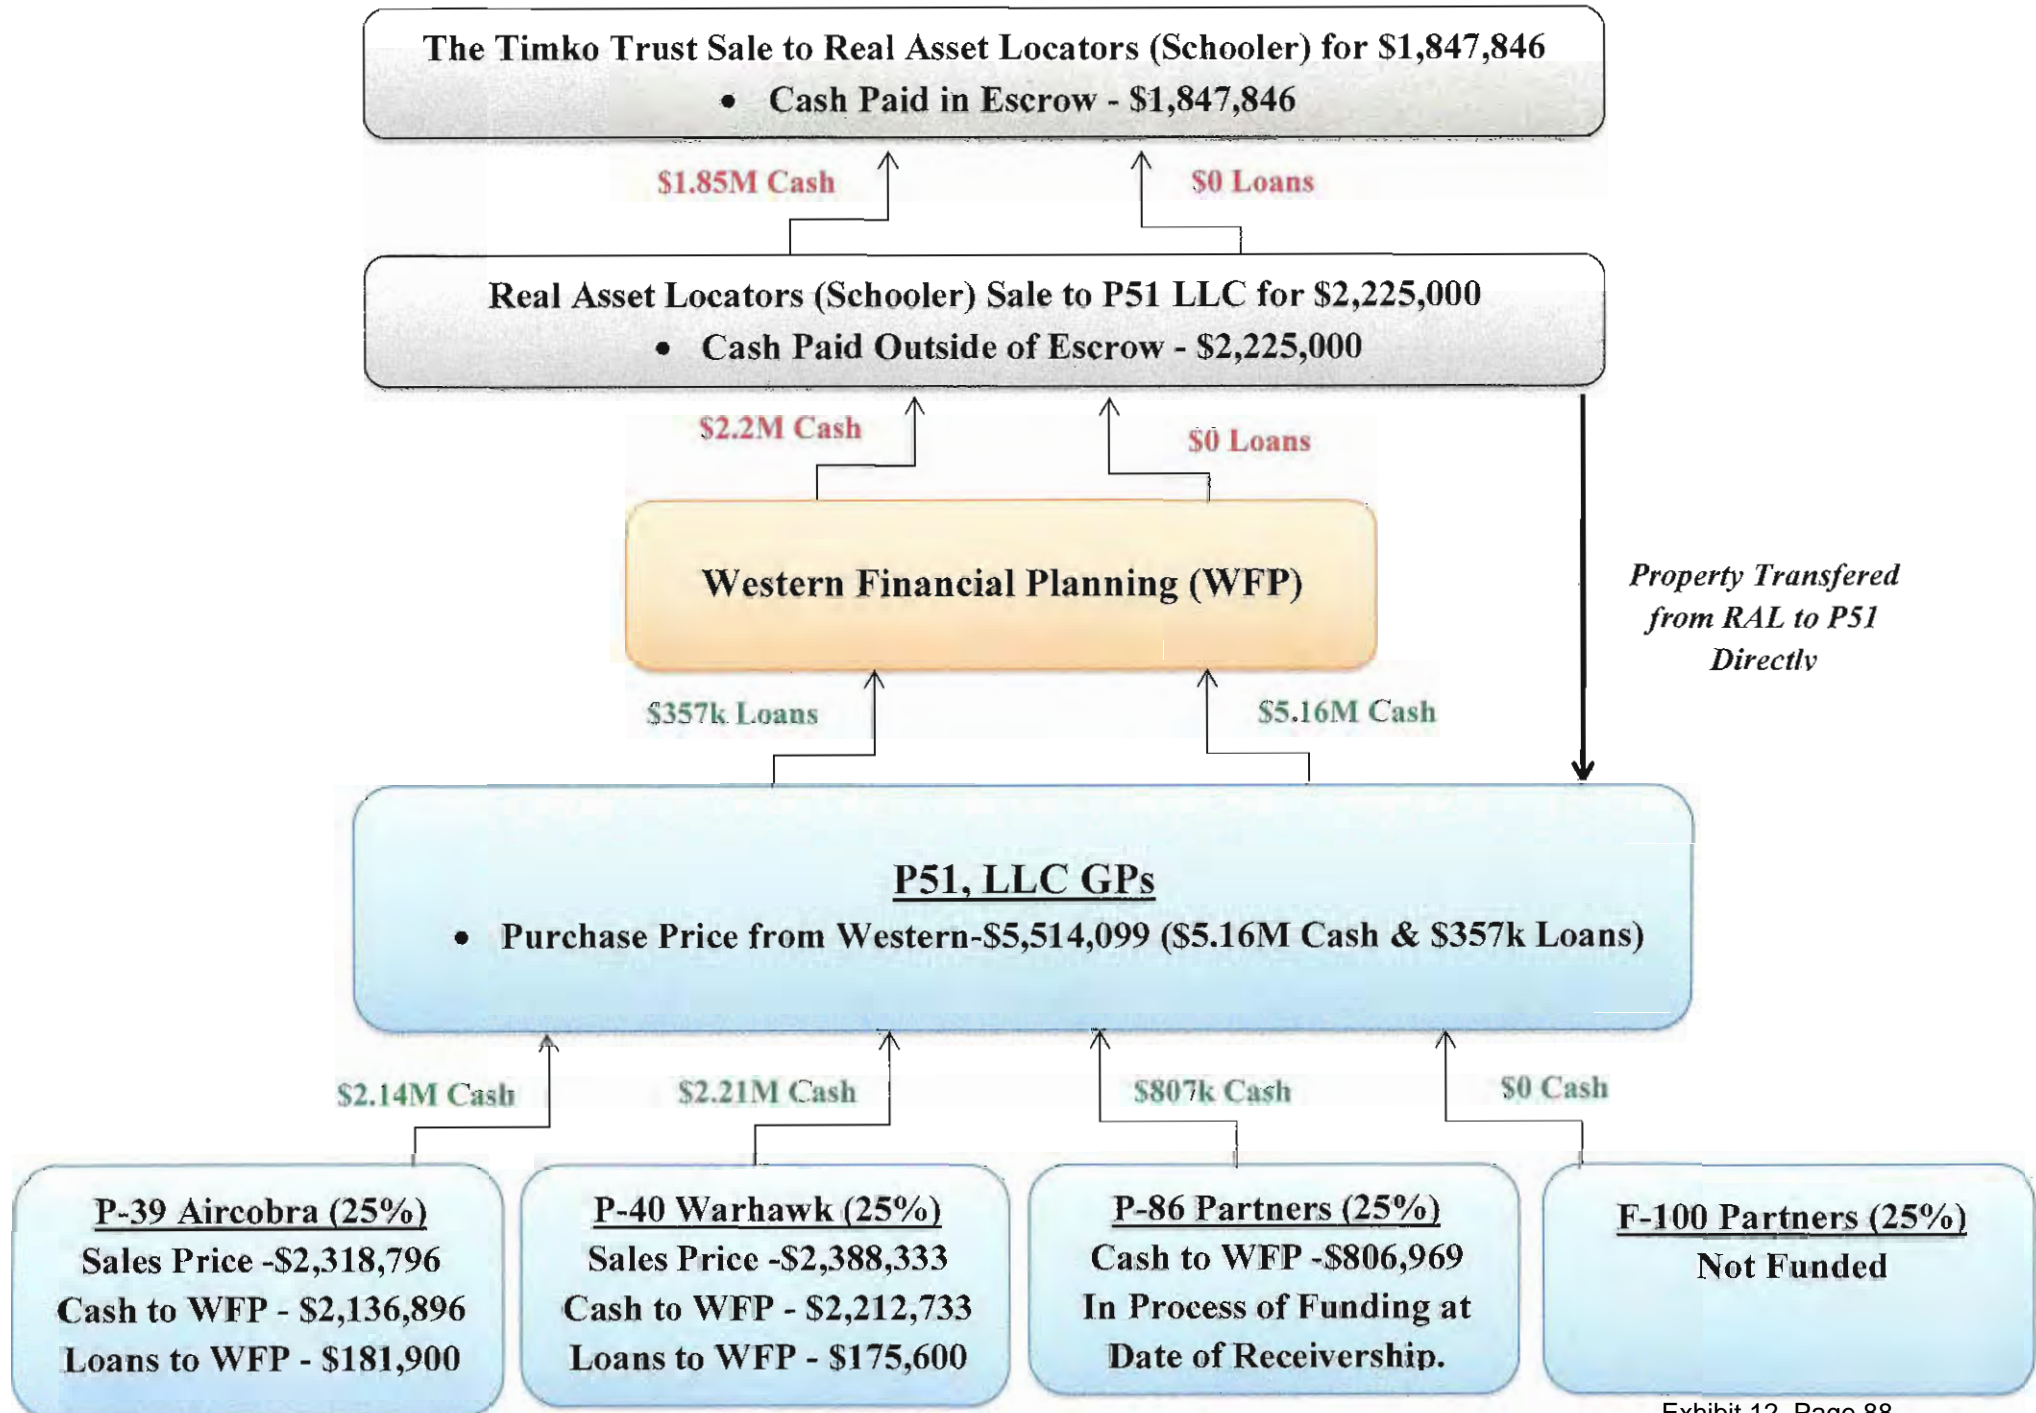 The Timko Trust Sale to Real Asset Locators (Schooler) for $1,847,846
• Cash Paid in Escrow - $1,847,846
$1.85M Cash
$0 Loans
Real Asset Locators (Schooler) Sale to P51 LLC for $2,225,000
• Cash Paid Outside of Escrow - $2,225,000
$2.2M Cash
$0 Loans
Western Financial Planning (WFP)
Property Transfered
from RAL to P51
Directly
$357k Loans
$5.16M Cash
P51, LLC GPs
• Purchase Price from Western-$5,514,099 ($5.16M Cash & $357k Loans)
$2.14M Cash
$2.21M Cash
$807k Cash
$0 Cash
P-39 Aircobra (25%)
Sales Price -$2,318,796
Cash to WFP - $2,136,896
Loans to WFP - $181,900
P-40 Warhawk (25%)
Sales Price -$2,388,333
Cash to WFP - $2,212,733
Loans to WFP - $175,600
P-86 Partners (25%)
Cash to WFP -$806,969
In Process of Funding at
Date of Receivership.
F-100 Partners (25%)
Not Funded
Exhibit 12, Page 88